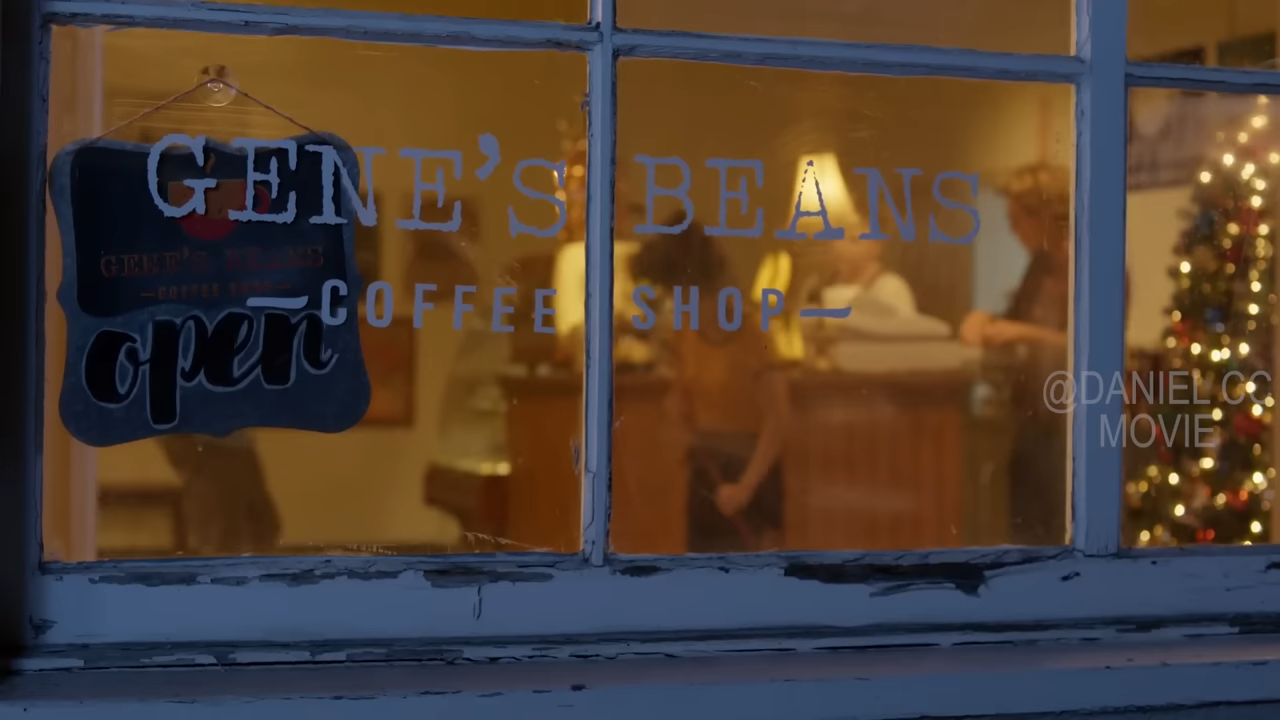 GENE'S BEANS
—COFFEE SHOP—
GENE'S BEANS
—COFFEE SHOP—
open
@DANIEL CC
MOVIE